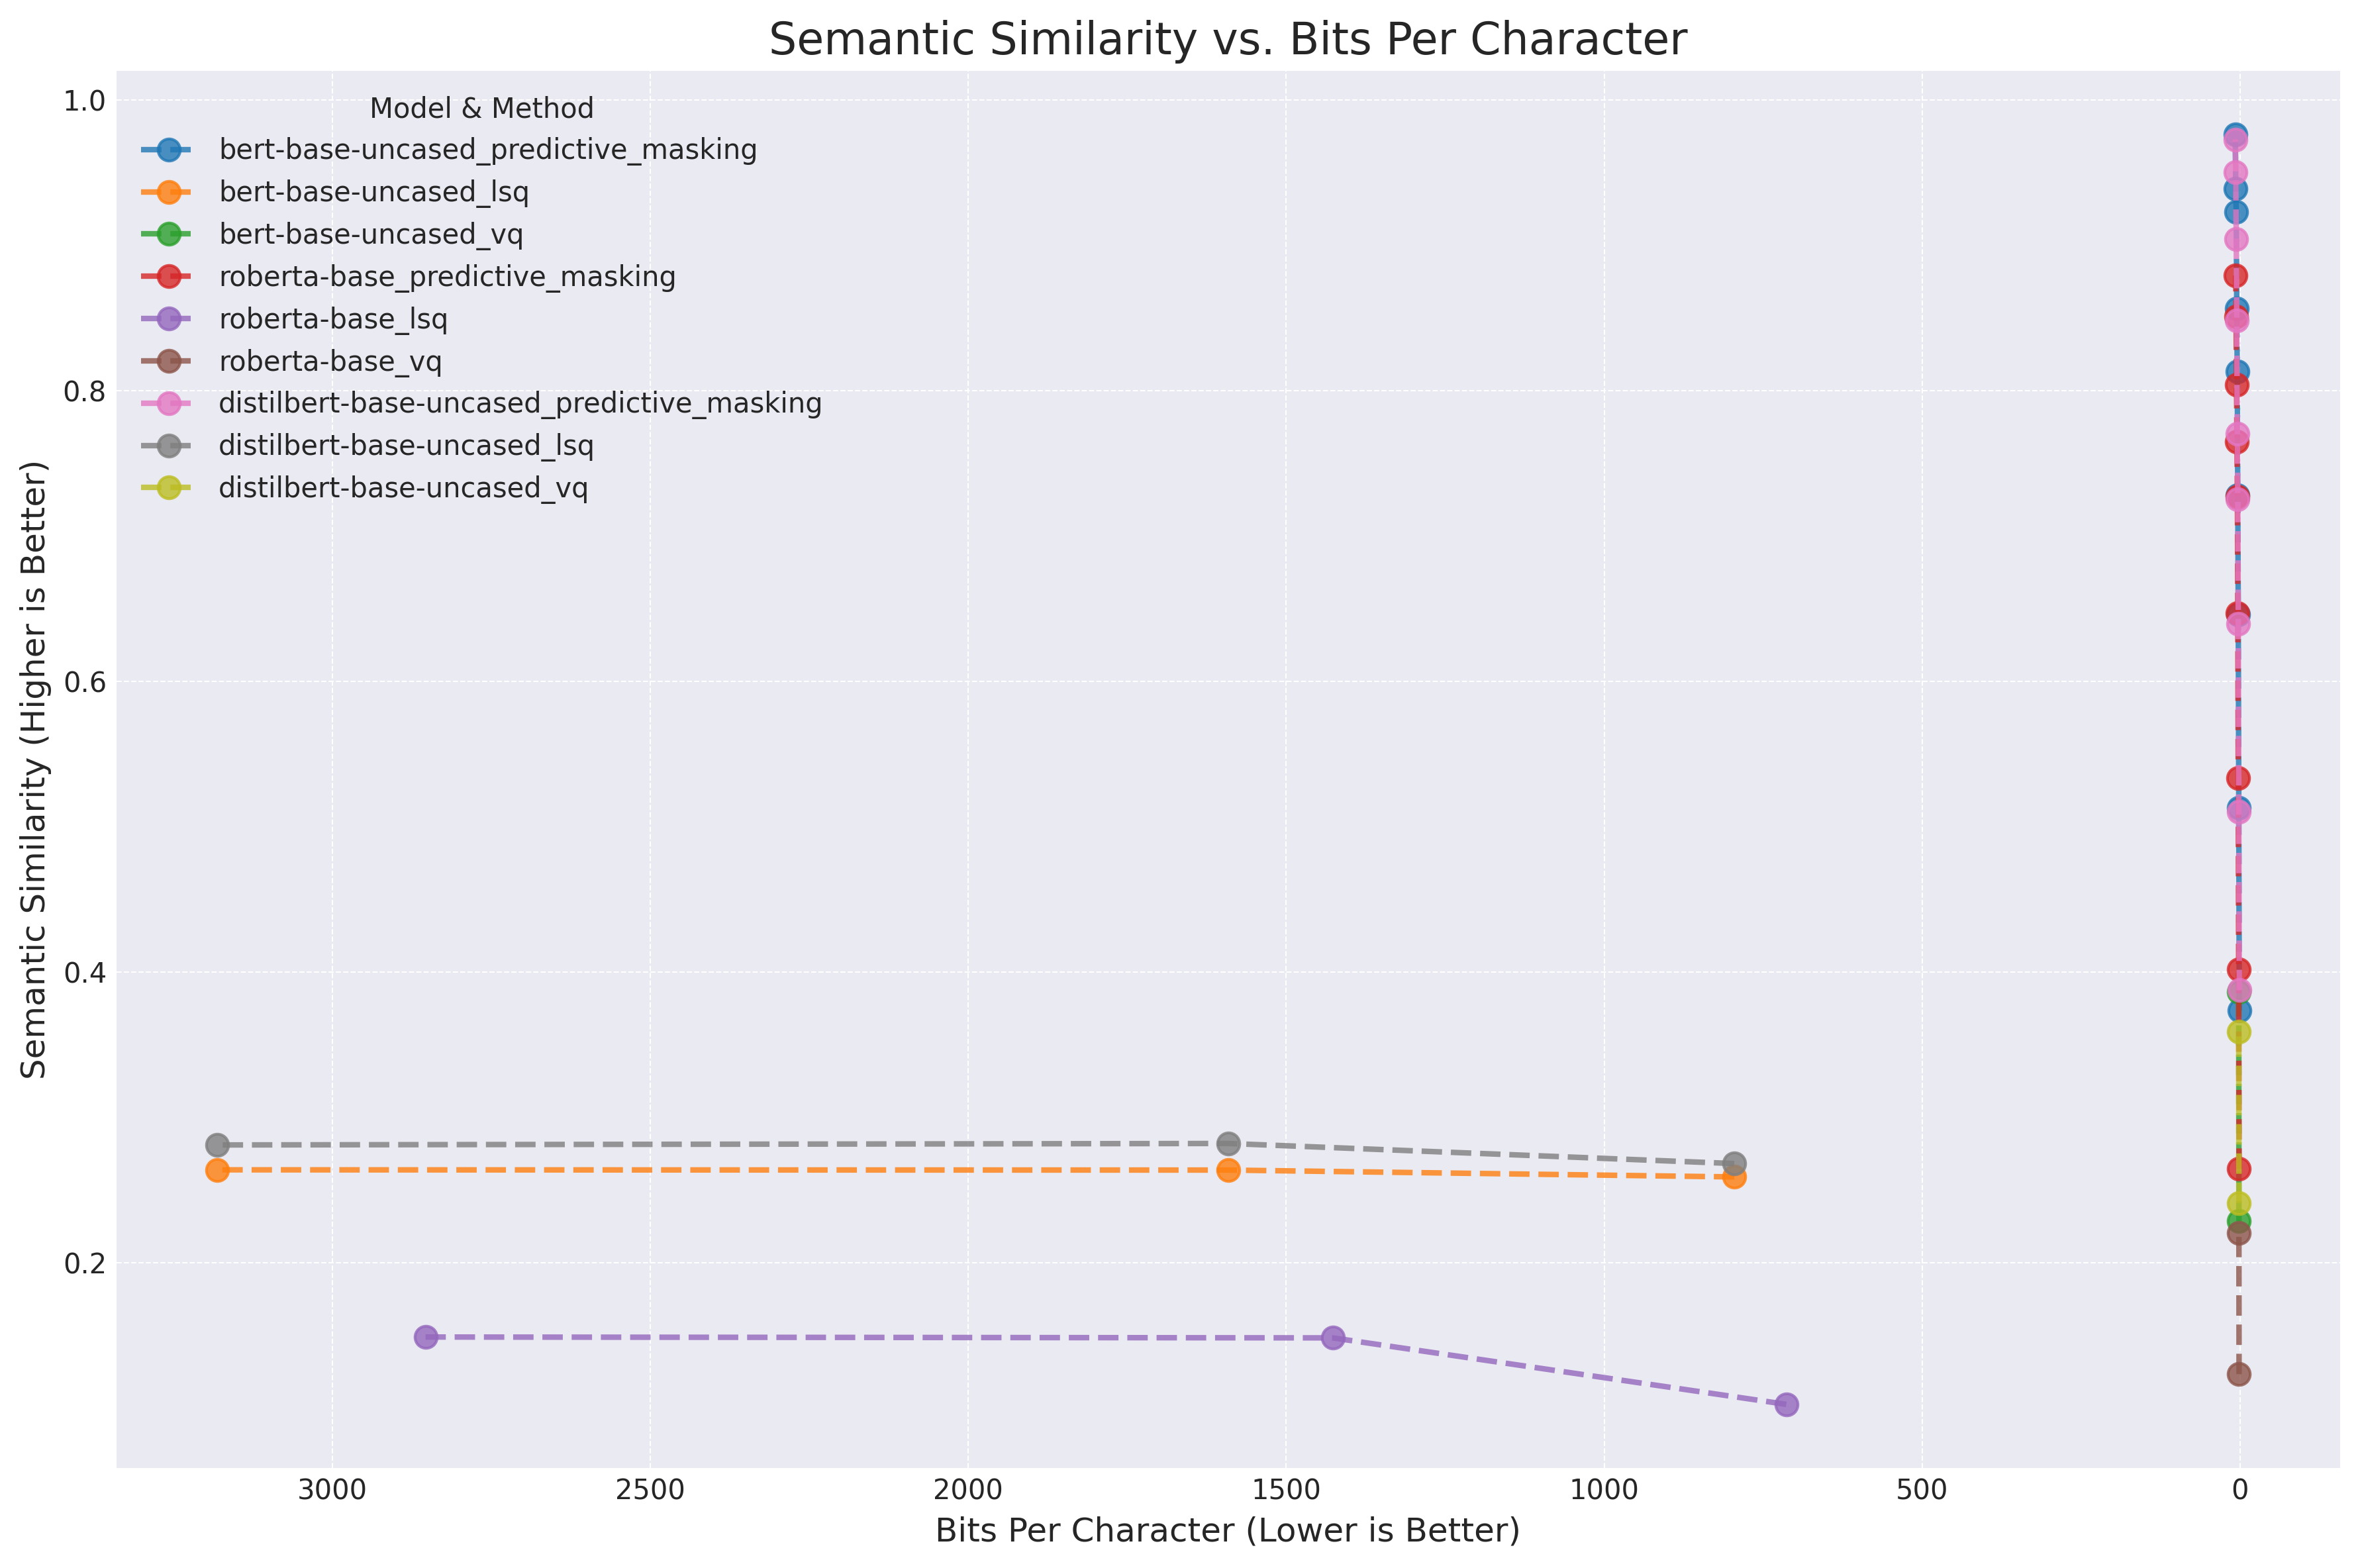 Semantic Similarity vs. Bits Per Character
Semantic Similarity (Higher is Better)
1.0
0.8
0.6
0.4
0.2
Model & Method
bert-base-uncased_predictive_masking
bert-base-uncased_lsq
bert-base-uncased_vq
roberta-base_predictive_masking
roberta-base_lsq
roberta-base_vq
distilbert-base-uncased_predictive_masking
distilbert-base-uncased_lsq
distilbert-base-uncased_vq
3000 2500 2000 1500 1000 500 0
Bits Per Character (Lower is Better)